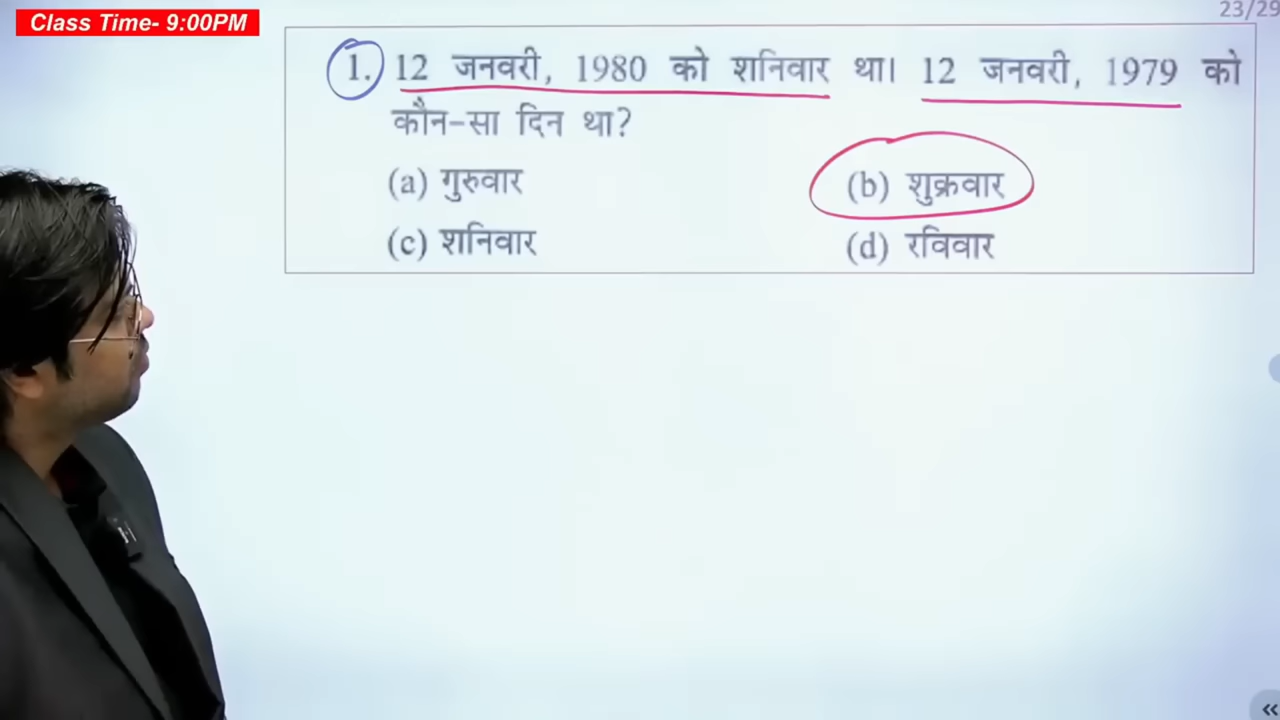 23/29
Class Time- 9:00PM
1. 12 जनवरी, 1980 को शनिवार था। 12 जनवरी, 1979 को
कौन-सा दिन था?
(a) गुरुवार (b) शुक्रवार
(c) शनिवार (d) रविवार